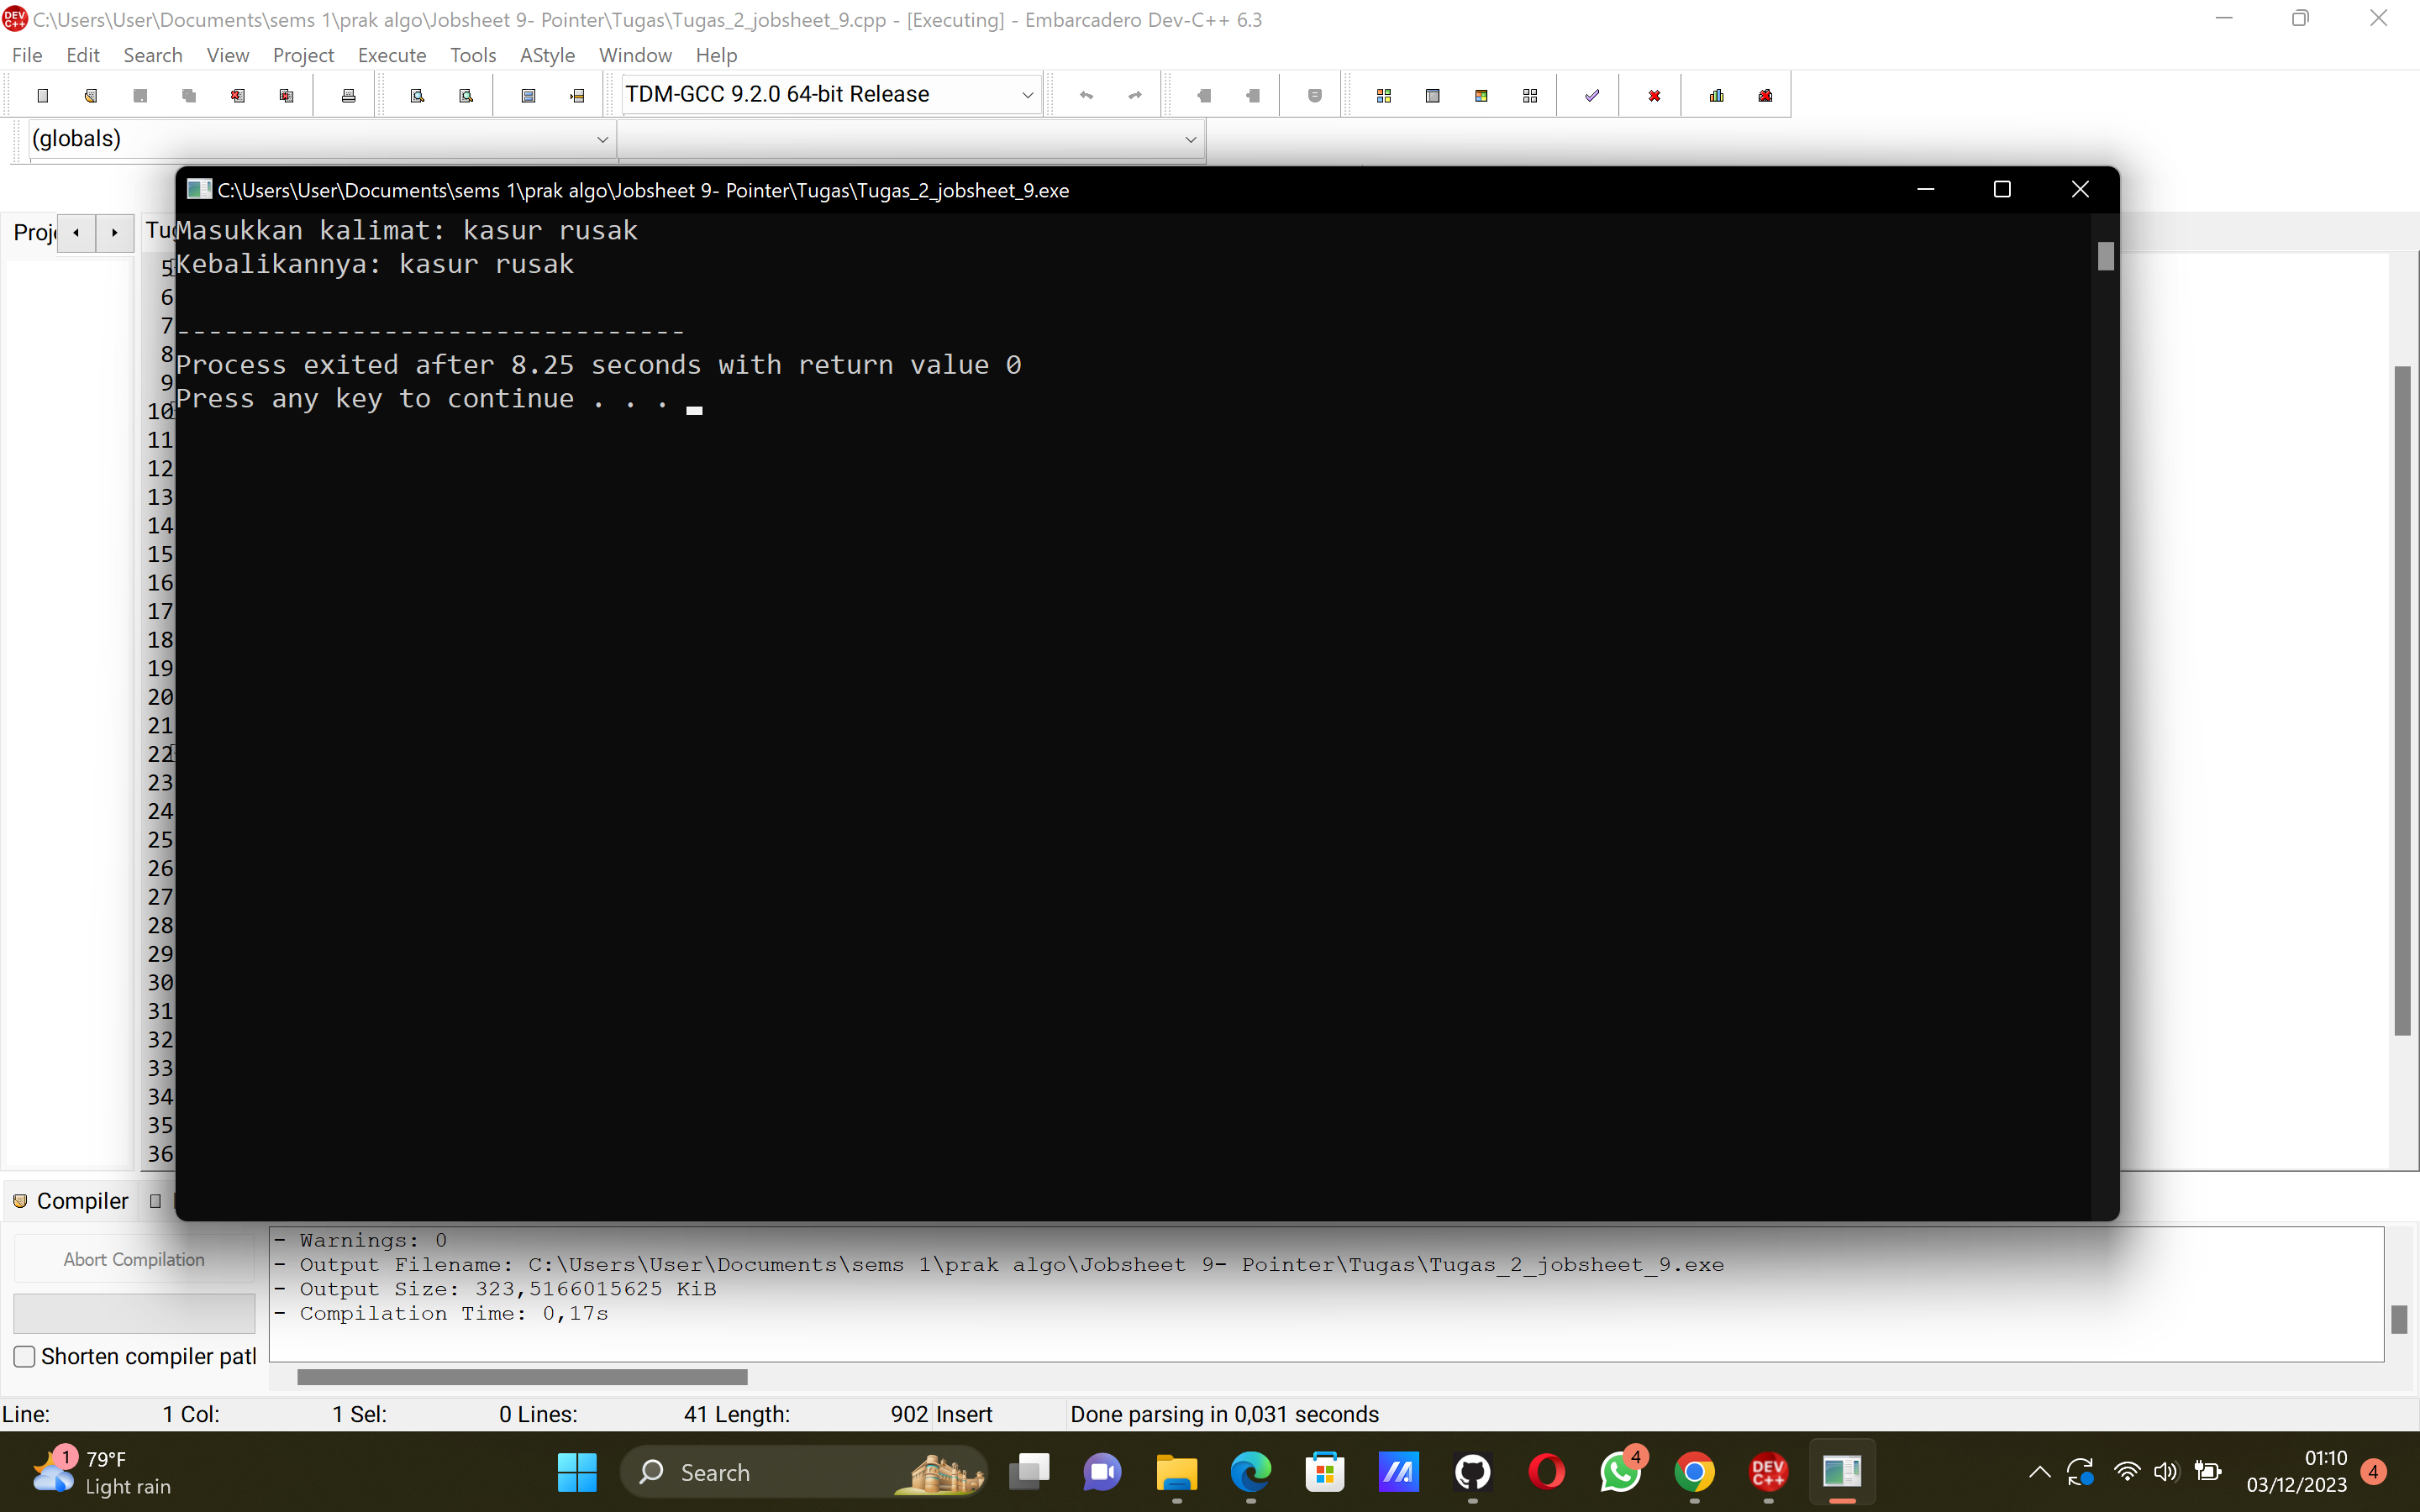 C:\Users\User\Documents\sems 1\prak algo\Jobsheet 9- Pointer\Tugas\Tugas_2_jobsheet_9.cpp - [Executing] - Embarcadero Dev-C++ 6.3
File Edit Search View Project Execute Tools AStyle Window Help
TDM-GCC 9.2.0 64-bit Release
(globals)
C:\Users\User\Documents\sems 1\prak algo\Jobsheet 9- Pointer\Tugas\Tugas_2_jobsheet_9.exe
Masukkan kalimat: kasur rusak
Kebalikannya: kasur rusak
--------------------------------
Process exited after 8.25 seconds with return value 0
Press any key to continue . . .
5
6
7
8
9
10
11
12
13
14
15
16
17
18
19
20
21
22
23
24
25
26
27
28
29
30
31
32
33
34
35
36
Compiler
Abort Compilation
Shorten compiler
- Warnings: 0
- Output Filename: C:\Users\User\Documents\sems 1\prak algo\Jobsheet 9- Pointer\Tugas\Tugas_2_jobsheet_9.exe
- Output Size: 323,5166015625 KiB
- Compilation Time: 0,17s
Line: 1 Col: 1 Sel: 0 Lines: 41 Length: 902 Insert Done parsing in 0,031 seconds
1
79°F
Light rain
Search
4
DEV C++
01:10
03/12/2023
4